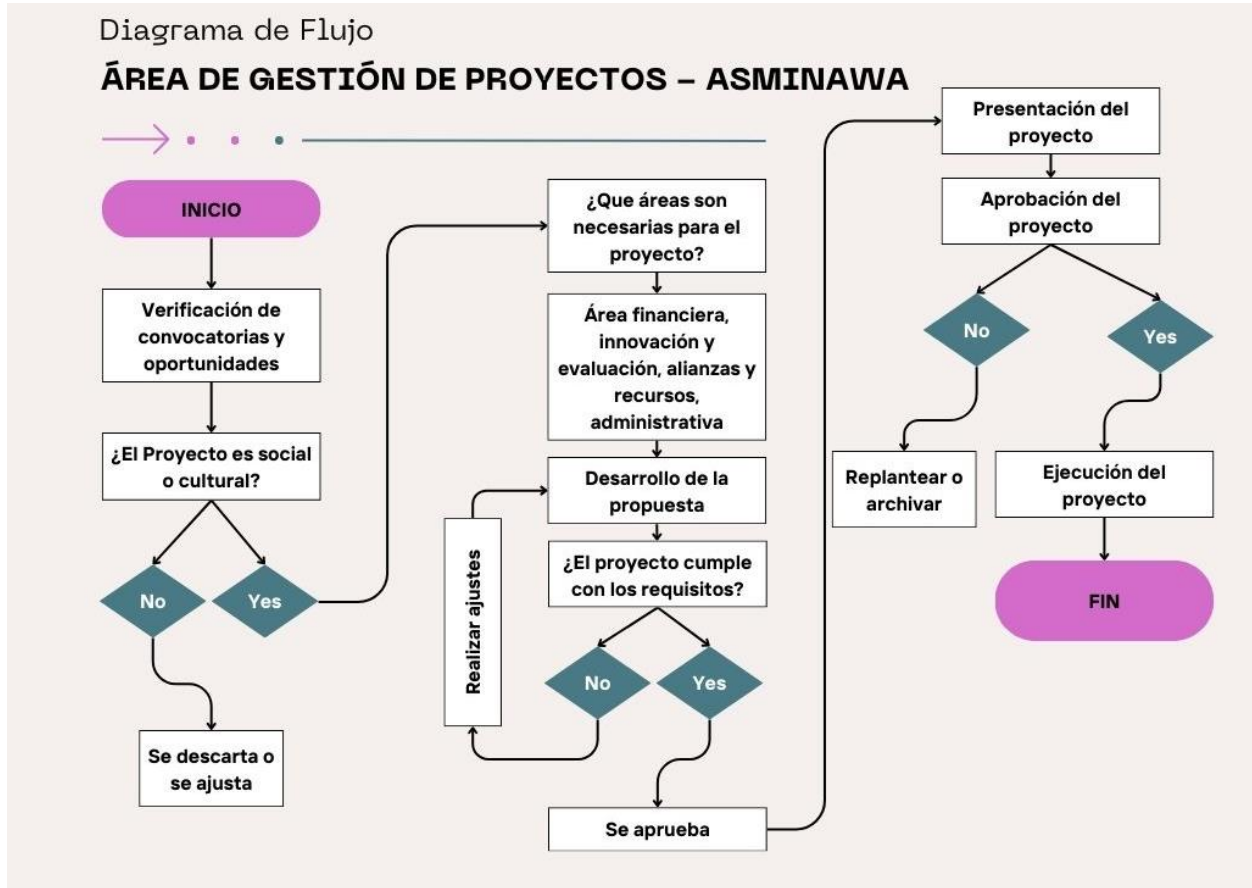 Diagrama de Flujo
ÁREA DE GESTIÓN DE PROYECTOS – ASMINAWA
INICIO
Verificación de
convocatorias y
oportunidades
¿El Proyecto es social
o cultural?
No
Yes
Se descarta o
se ajusta
¿Que áreas son
necesarias para el
proyecto?
Área financiera,
innovación y
evaluación, alianzas y
recursos,
administrativa
Desarrollo de la
propuesta
¿El proyecto cumple
con los requisitos?
No
Yes
Realizar ajustes
Se aprueba
Presentación del
proyecto
Aprobación del
proyecto
No
Yes
Replantear o
archivar
Ejecución del
proyecto
FIN